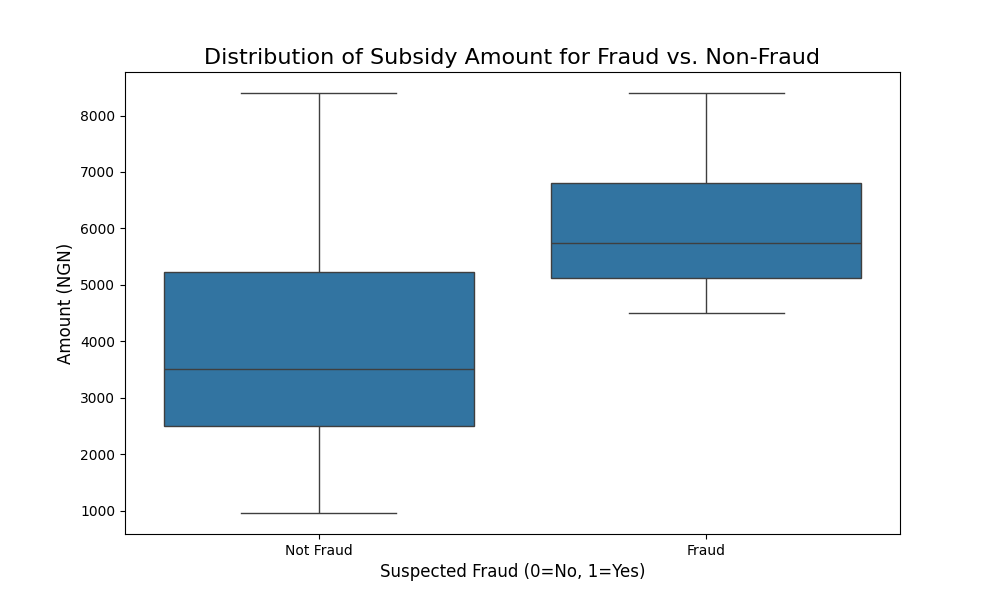 Distribution of Subsidy Amount for Fraud vs. Non-Fraud
8000
7000
6000
5000
4000
3000
2000
1000
Amount (NGN)
Not Fraud
Fraud
Suspected Fraud (0=No, 1=Yes)